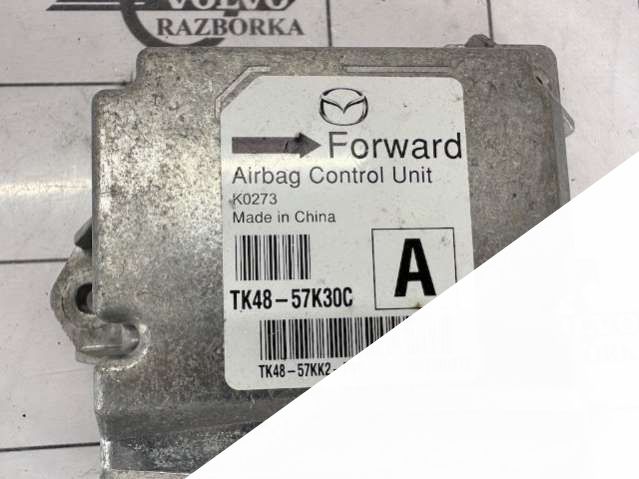 VOLVO
RAZBORKA
Forward
Airbag Control Unit
K0273
Made in China
A
TK48-57K30C
TK48-57KK2-